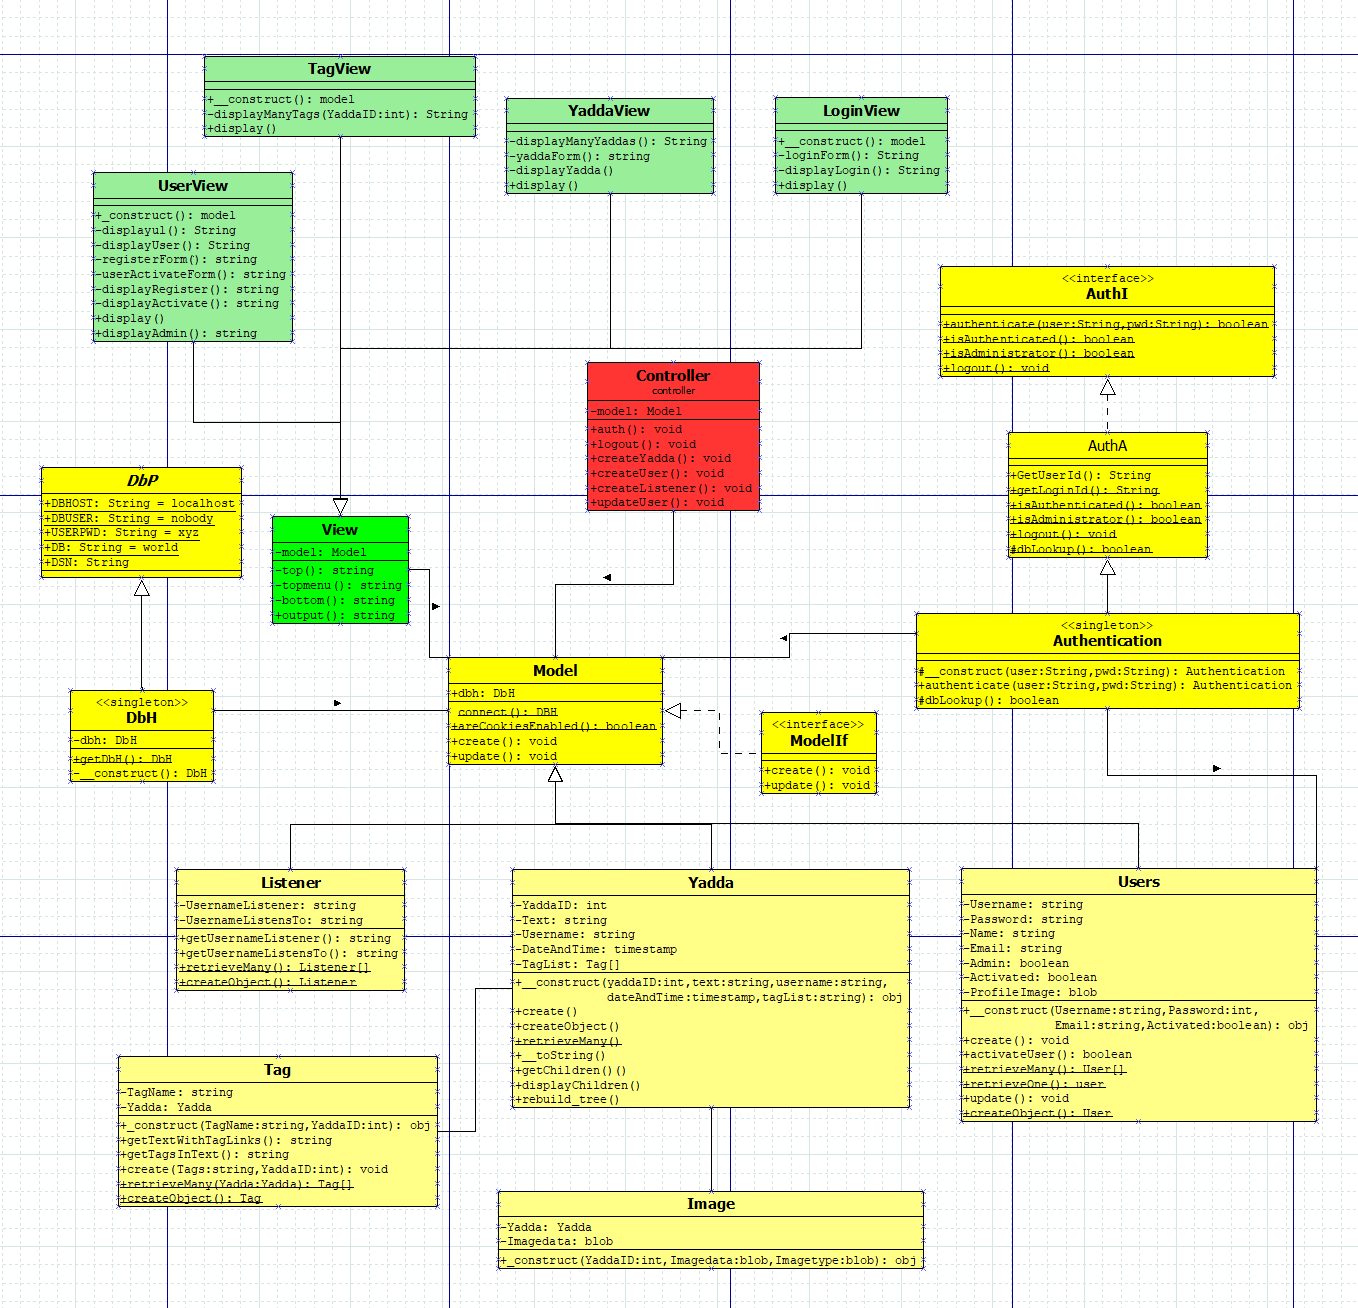 TagView
+__construct(): model
-displayManyTags(YaddaID:int): String
+display()
YaddaView
-displayManyYaddas(): String
-yaddaForm(): string
-displayYadda()
+display()
LoginView
+__construct(): model
-loginForm(): String
-displayLogin(): String
+display()
UserView
+_construct(): model
-displayul(): String
-displayUser(): String
-registerForm(): string
-userActivateForm(): string
-displayRegister(): string
-displayActivate(): string
+display()
+displayAdmin(): string
<<interface>>
AuthI
+authenticate(user:String,pwd:String): boolean
+isAuthenticated(): boolean
+isAdministrator(): boolean
+logout(): void
Controller
controller
-model: Model
+auth(): void
+logout(): void
+createYadda(): void
+createUser(): void
+createListener(): void
+updateUser(): void
AuthA
+GetUserId(): String
+getLoginId(): String
+isAuthenticated(): boolean
+isAdministrator(): boolean
+logout(): void
#dbLookup(): boolean
DbP
+DBHOST: String = localhost
+DBUSER: String = nobody
+USERPWD: String = xyz
+DB: String = world
+DSN: String
View
-model: Model
-top(): string
-topmenu(): string
-bottom(): string
+output(): string
<<singleton>>
Authentication
#__construct(user:String,pwd:String): Authentication
+authenticate(user:String,pwd:String): Authentication
#dbLookup(): boolean
Model
+dbh: DbH
connect(): DBH
+areCookiesEnabled(): boolean
+create(): void
+update(): void
<<singleton>>
DbH
-dbh: DbH
+getDbH(): DbH
-__construct(): DbH
<<interface>>
ModelIf
+create(): void
+update(): void
Listener
-UsernameListener: string
-UsernameListensTo: string
+getUsernameListener(): string
+getUsernameListensTo(): string
+retrieveMany(): Listener[]
+createObject(): Listener
Yadda
-YaddaID: int
-Text: string
-Username: string
-DateAndTime: timestamp
-TagList: Tag[]
+__construct(yaddaID:int,text:string,username:string,
dateAndTime:timestamp,tagList:string): obj
+create()
+createObject()
+retrieveMany()
+__toString()
+getChildren()()
+displayChildren()
+rebuild_tree()
Users
-Username: string
-Password: string
-Name: string
-Email: string
-Admin: boolean
-Activated: boolean
-ProfileImage: blob
+__construct(Username:string,Password:int,
Email:string,Activated:boolean): obj
+create(): void
+activateUser(): boolean
+retrieveMany(): User[]
+retrieveOne(): user
+update(): void
+createObject(): User
Tag
-TagName: string
-Yadda: Yadda
+_construct(TagName:string,YaddaID:int): obj
+getTextWithTagLinks(): string
+getTagsInText(): string
+create(Tags:string,YaddaID:int): void
+retrieveMany(Yadda:Yadda): Tag[]
+createObject(): Tag
Image
-Yadda: Yadda
-Imagedata: blob
+_construct(YaddaID:int,Imagedata:blob,Imagetype:blob): obj